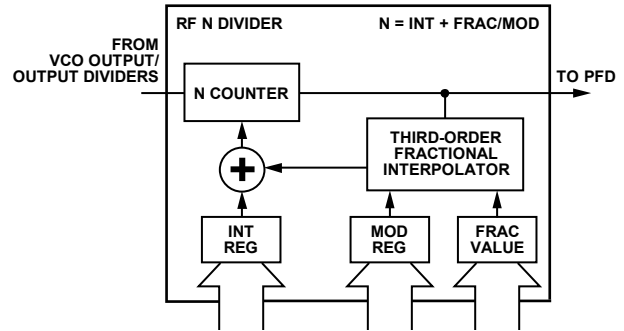 RF N DIVIDER
N = INT + FRAC/MOD
FROM
VCO OUTPUT/
OUTPUT DIVIDERS
N COUNTER
TO PFD
THIRD-ORDER
FRACTIONAL
INTERPOLATOR
+
INT
REG
MOD
REG
FRAC
VALUE